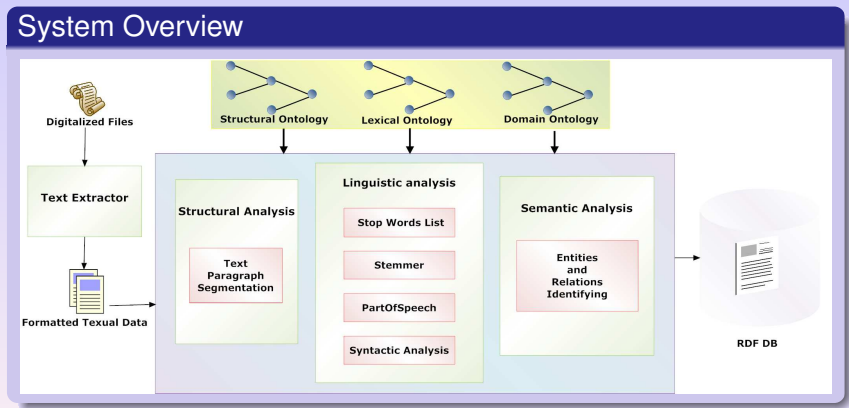 System Overview
Digitalized Files
Structural Ontology
Lexical Ontology
Domain Ontology
Text Extractor
Formatted Texual Data
Structural Analysis
Text
Paragraph
Segmentation
Linguistic analysis
Stop Words List
Stemmer
PartOfSpeech
Syntactic Analysis
Semantic Analysis
Entities
and
Relations
Identifying
RDF DB